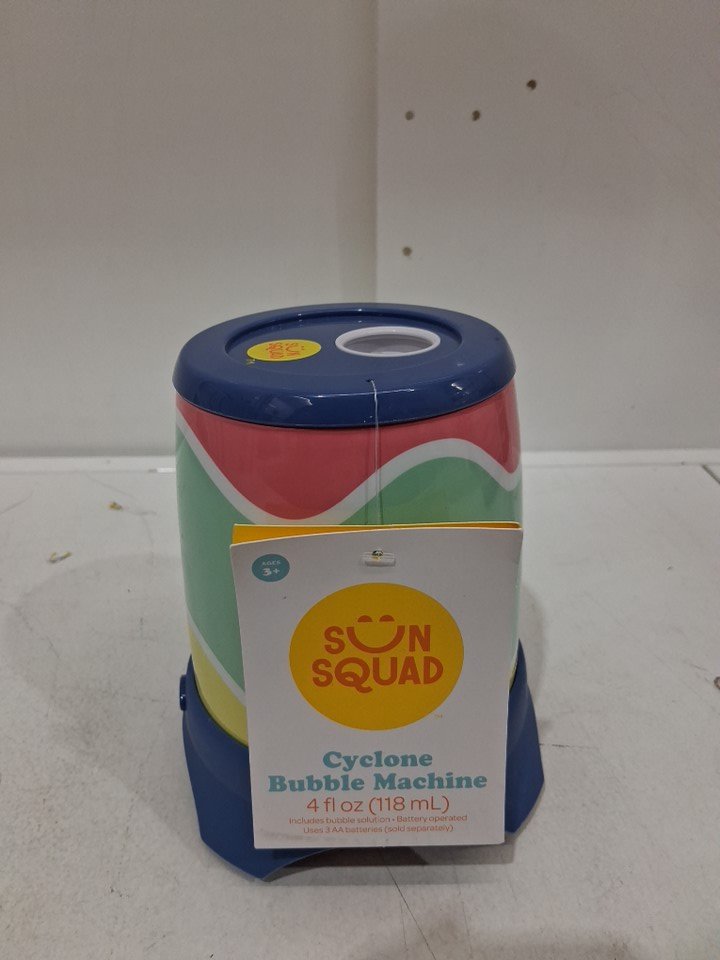 SUN
SQUAD
AGES
3+
SUN
SQUAD
TM
Cyclone
Bubble Machine
4 fl oz (118 mL)
Includes bubble solution • Battery operated
Uses 3 AA batteries (sold separately)